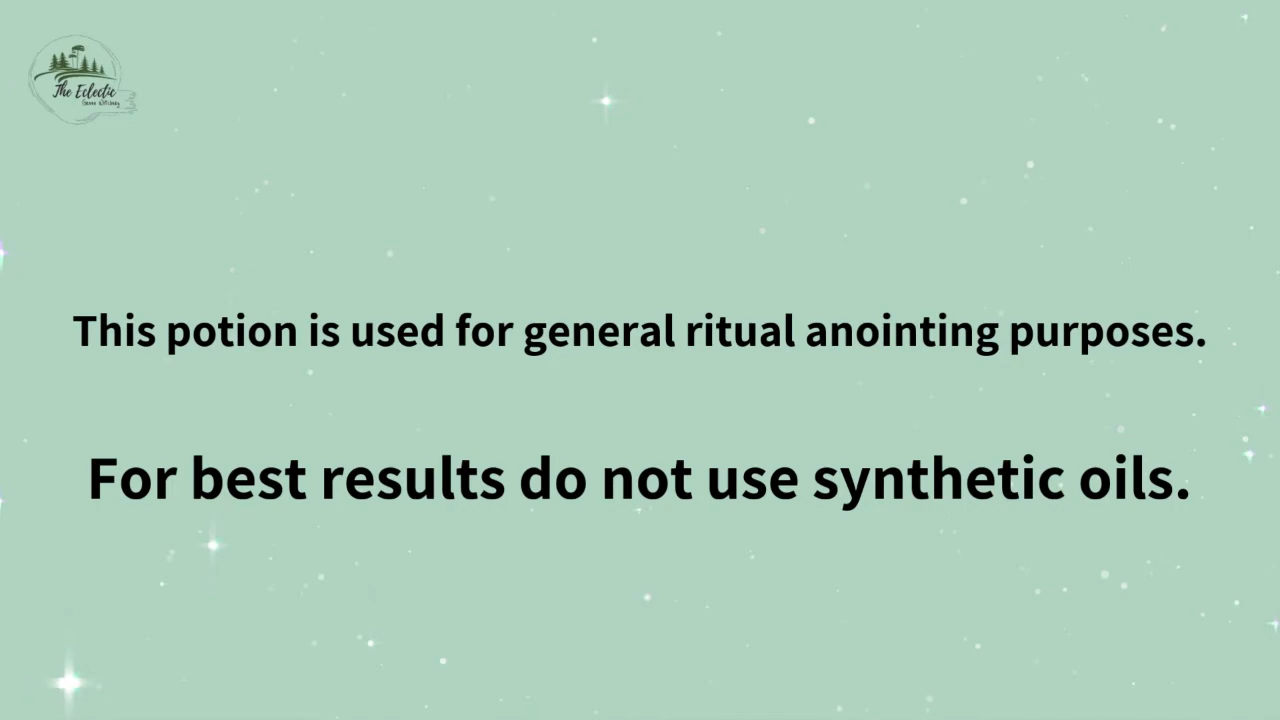 The Eclectic
This potion is used for general ritual anointing purposes.
For best results do not use synthetic oils.